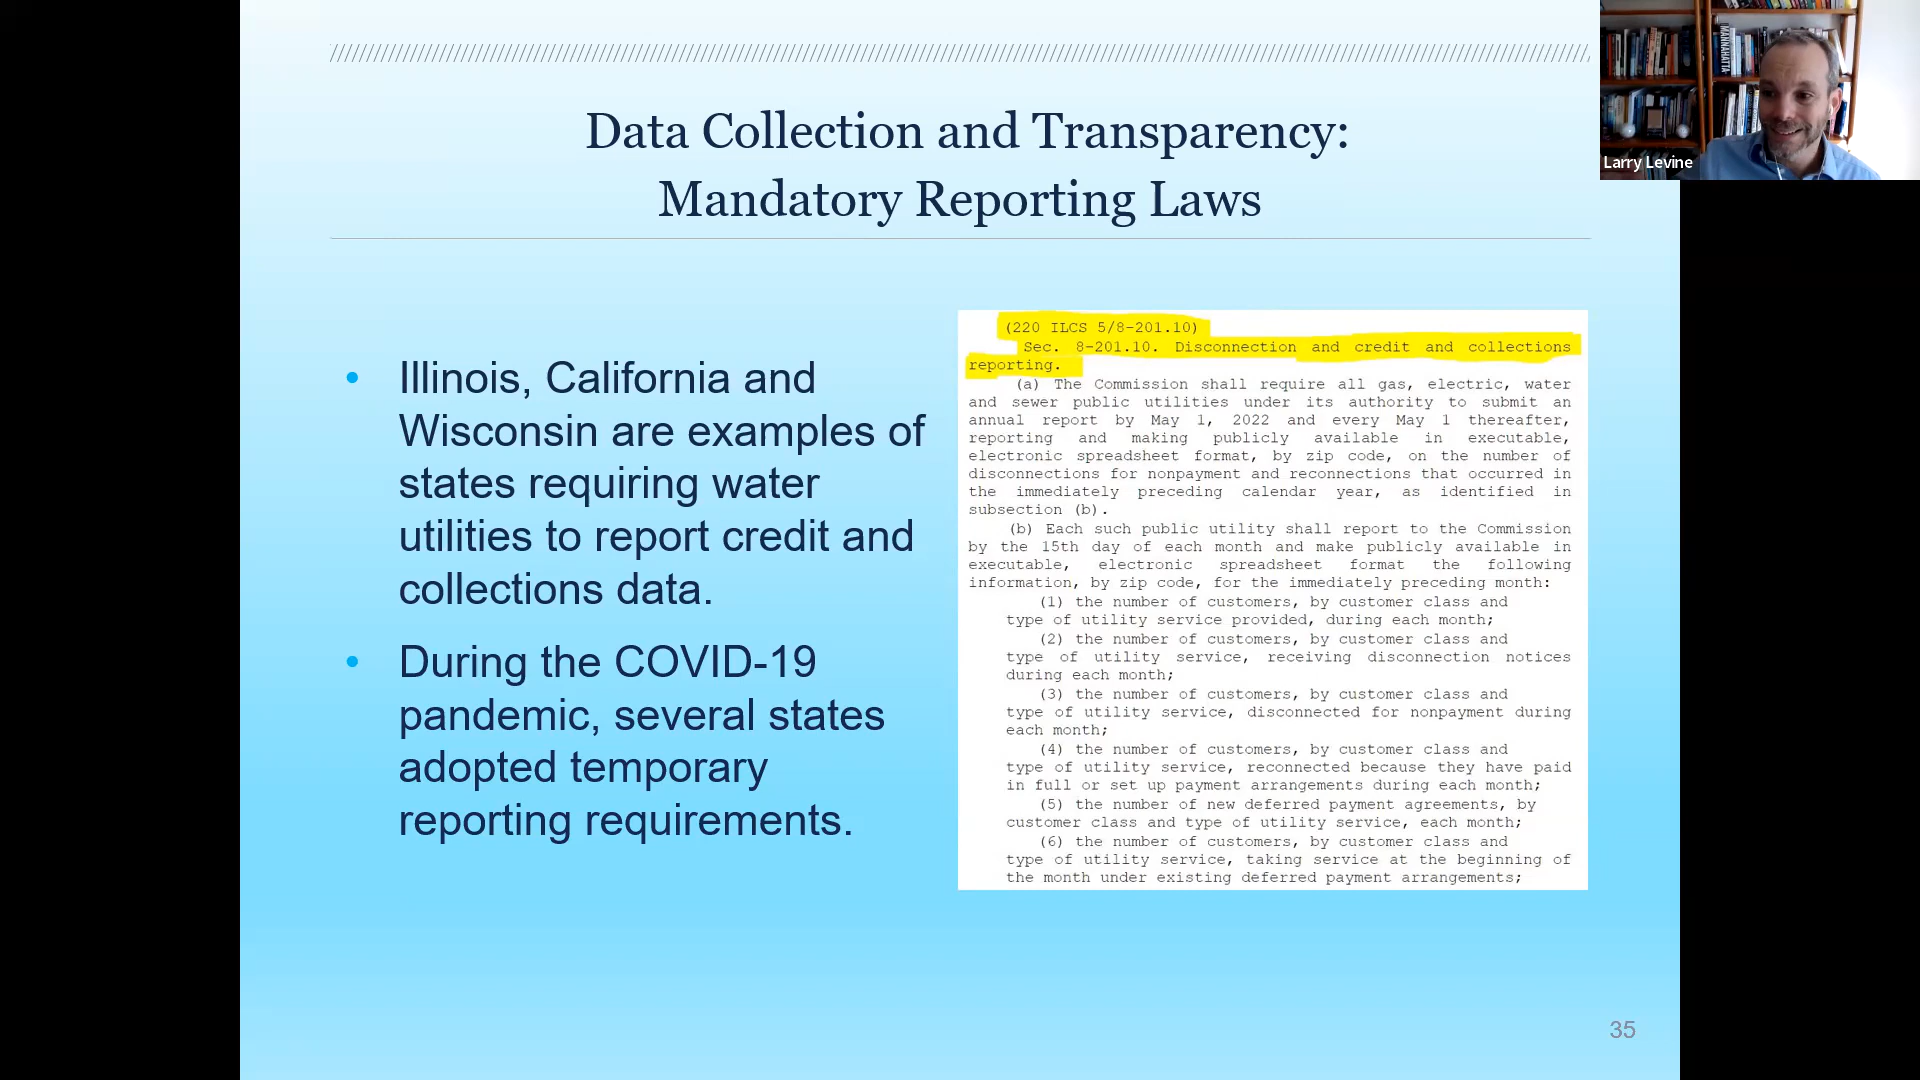 Data Collection and Transparency:
Mandatory Reporting Laws
MANNAHATTA
Larry Levine
• Illinois, California and
Wisconsin are examples of
states requiring water
utilities to report credit and
collections data.
• During the COVID-19
pandemic, several states
adopted temporary
reporting requirements.
(220 ILCS 5/8-201.10)
Sec. 8-201.10. Disconnection and credit and collections
reporting.
(a) The Commission shall require all gas, electric, water
and sewer public utilities under its authority to submit an
annual report by May 1, 2022 and every May 1 thereafter,
reporting and making publicly available in executable,
electronic spreadsheet format, by zip code, on the number of
disconnections for nonpayment and reconnections that occurred in
the immediately preceding calendar year, as identified in
subsection (b).
(b) Each such public utility shall report to the Commission
by the 15th day of each month and make publicly available in
executable, electronic spreadsheet format the following
information, by zip code, for the immediately preceding month:
(1) the number of customers, by customer class and
type of utility service provided, during each month;
(2) the number of customers, by customer class and
type of utility service, receiving disconnection notices
during each month;
(3) the number of customers, by customer class and
type of utility service, disconnected for nonpayment during
each month;
(4) the number of customers, by customer class and
type of utility service, reconnected because they have paid
in full or set up payment arrangements during each month;
(5) the number of new deferred payment agreements, by
customer class and type of utility service, each month;
(6) the number of customers, by customer class and
type of utility service, taking service at the beginning of
the month under existing deferred payment arrangements;
35